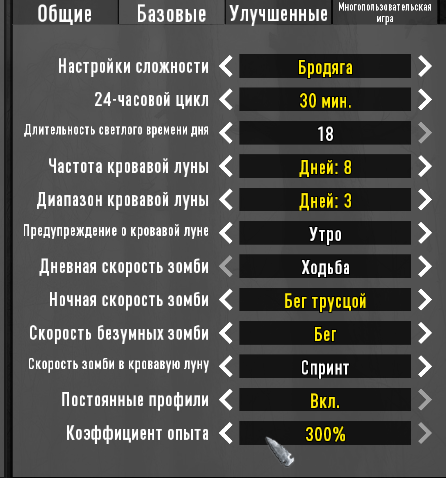 Общие Базовые Улучшенные Многопользовательская игра
Настройки сложности Бродяга
24-часовой цикл 30 мин.
Длительность светлого времени дня 18
Частота кровавой луны Дней: 8
Диапазон кровавой луны Дней: 3
Предупреждение о кровавой луне Утро
Дневная скорость зомби Ходьба
Ночная скорость зомби Бег трусцой
Скорость безумных зомби Бег
Скорость зомби в кровавую луну Спринт
Постоянные профили Вкл.
Коэффициент опыта 300%